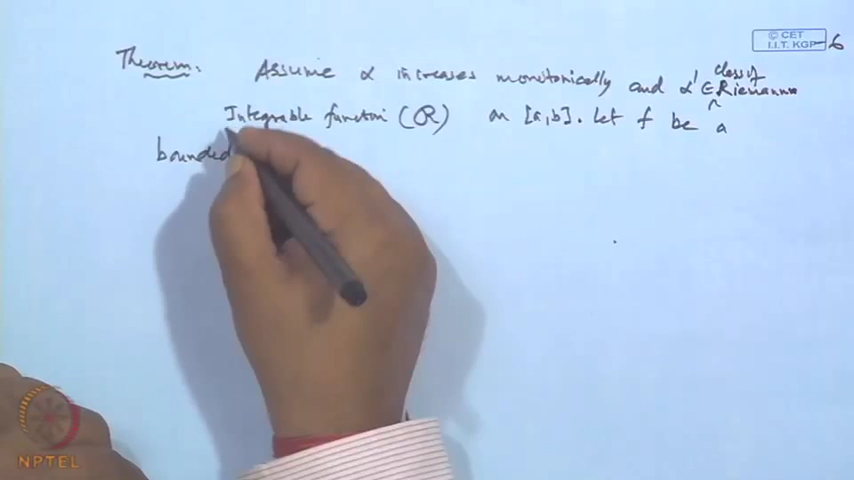 © CET
I.I.T. KGP
-6
Theorem. Assume α increases monotonically and α' ∈ class of Riemann
Integrable function (R) on [a,b]. Let f be a
bounded
NPTEL